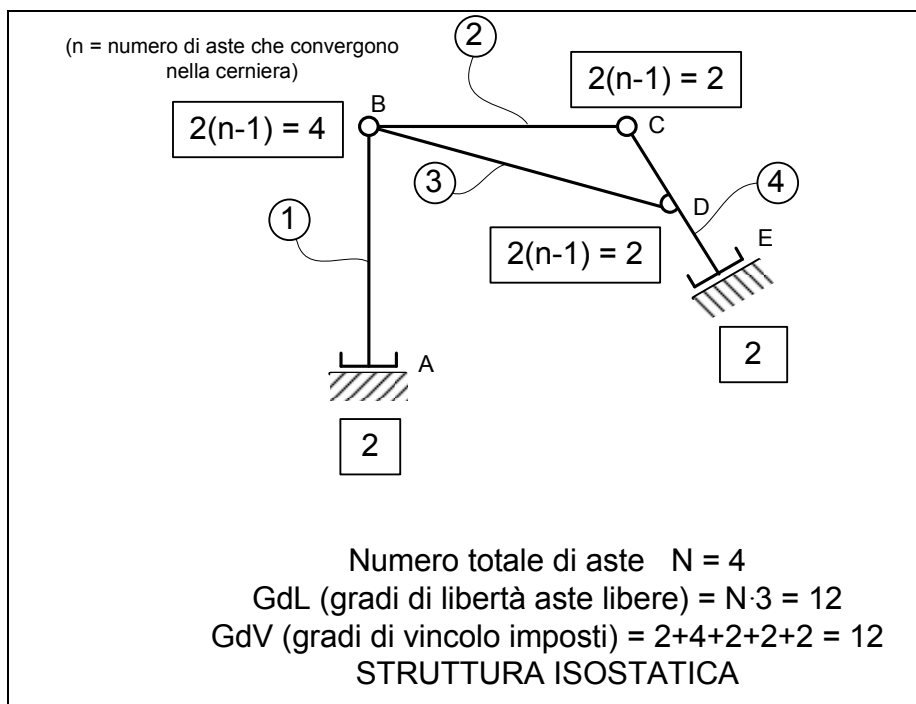 (n = numero di aste che convergono
nella cerniera)
2
2(n-1) = 2
B
2(n-1) = 4
C
3
4
D
1
2(n-1) = 2
E
A
2
2
Numero totale di aste N = 4
GdL (gradi di libertà aste libere) = N·3 = 12
GdV (gradi di vincolo imposti) = 2+4+2+2+2 = 12
STRUTTURA ISOSTATICA